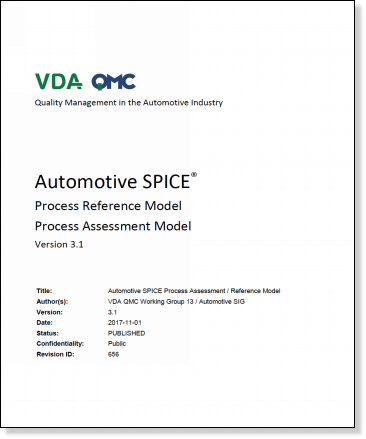 VDA QMC
Quality Management in the Automotive Industry
Automotive SPICE®
Process Reference Model
Process Assessment Model
Version 3.1
Title: Automotive SPICE Process Assessment / Reference Model
Author(s): VDA QMC Working Group 13 / Automotive SIG
Version: 3.1
Date: 2017-11-01
Status: PUBLISHED
Confidentiality: Public
Revision ID: 656